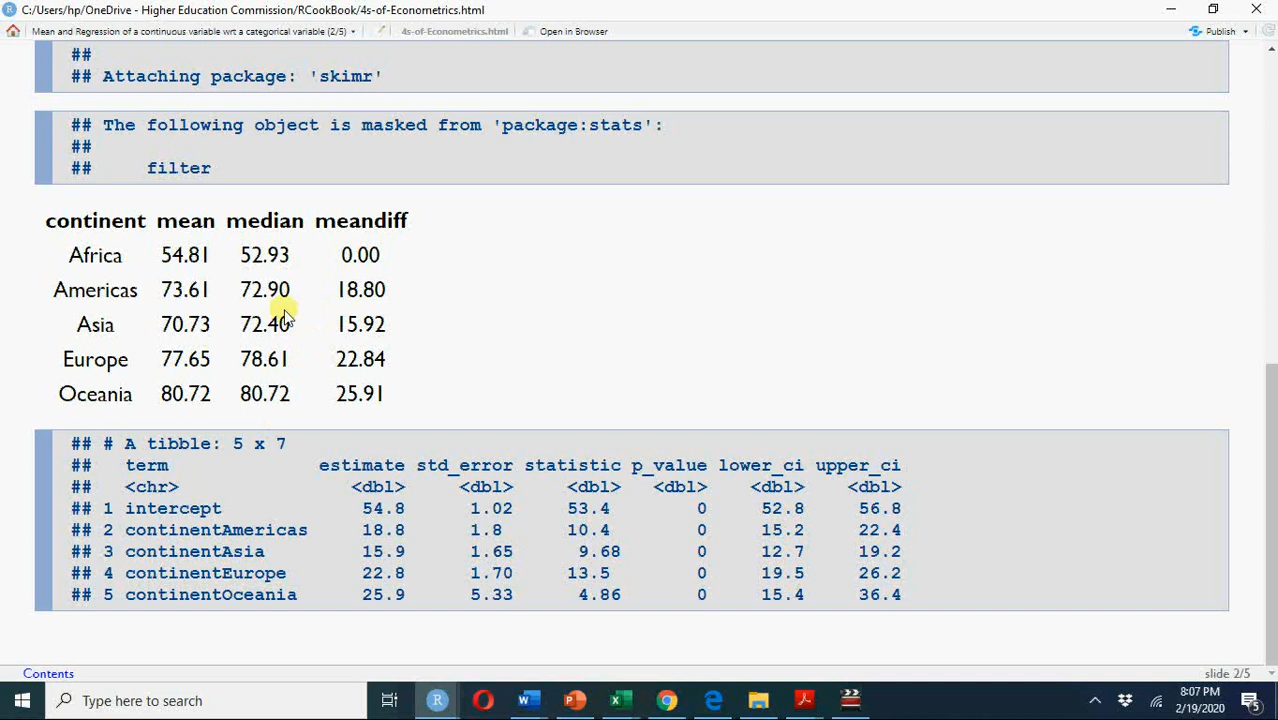 C:/Users/hp/OneDrive - Higher Education Commission/RCookBook/4s-of-Econometrics.html
Mean and Regression of a continuous variable wrt a categorical variable (2/5) 4s-of-Econometrics.html Open in Browser Publish
##
## Attaching package: 'skimr'
## The following object is masked from 'package:stats':
##
## filter
continent mean median meandiff
Africa 54.81 52.93 0.00
Americas 73.61 72.90 18.80
Asia 70.73 72.40 15.92
Europe 77.65 78.61 22.84
Oceania 80.72 80.72 25.91
## # A tibble: 5 x 7
## term estimate std_error statistic p_value lower_ci upper_ci
## <chr> <dbl> <dbl> <dbl> <dbl> <dbl> <dbl>
## 1 intercept 54.8 1.02 53.4 0 52.8 56.8
## 2 continentAmericas 18.8 1.8 10.4 0 15.2 22.4
## 3 continentAsia 15.9 1.65 9.68 0 12.7 19.2
## 4 continentEurope 22.8 1.70 13.5 0 19.5 26.2
## 5 continentOceania 25.9 5.33 4.86 0 15.4 36.4
Contents slide 2/5
Type here to search
8:07 PM
2/19/2020
5